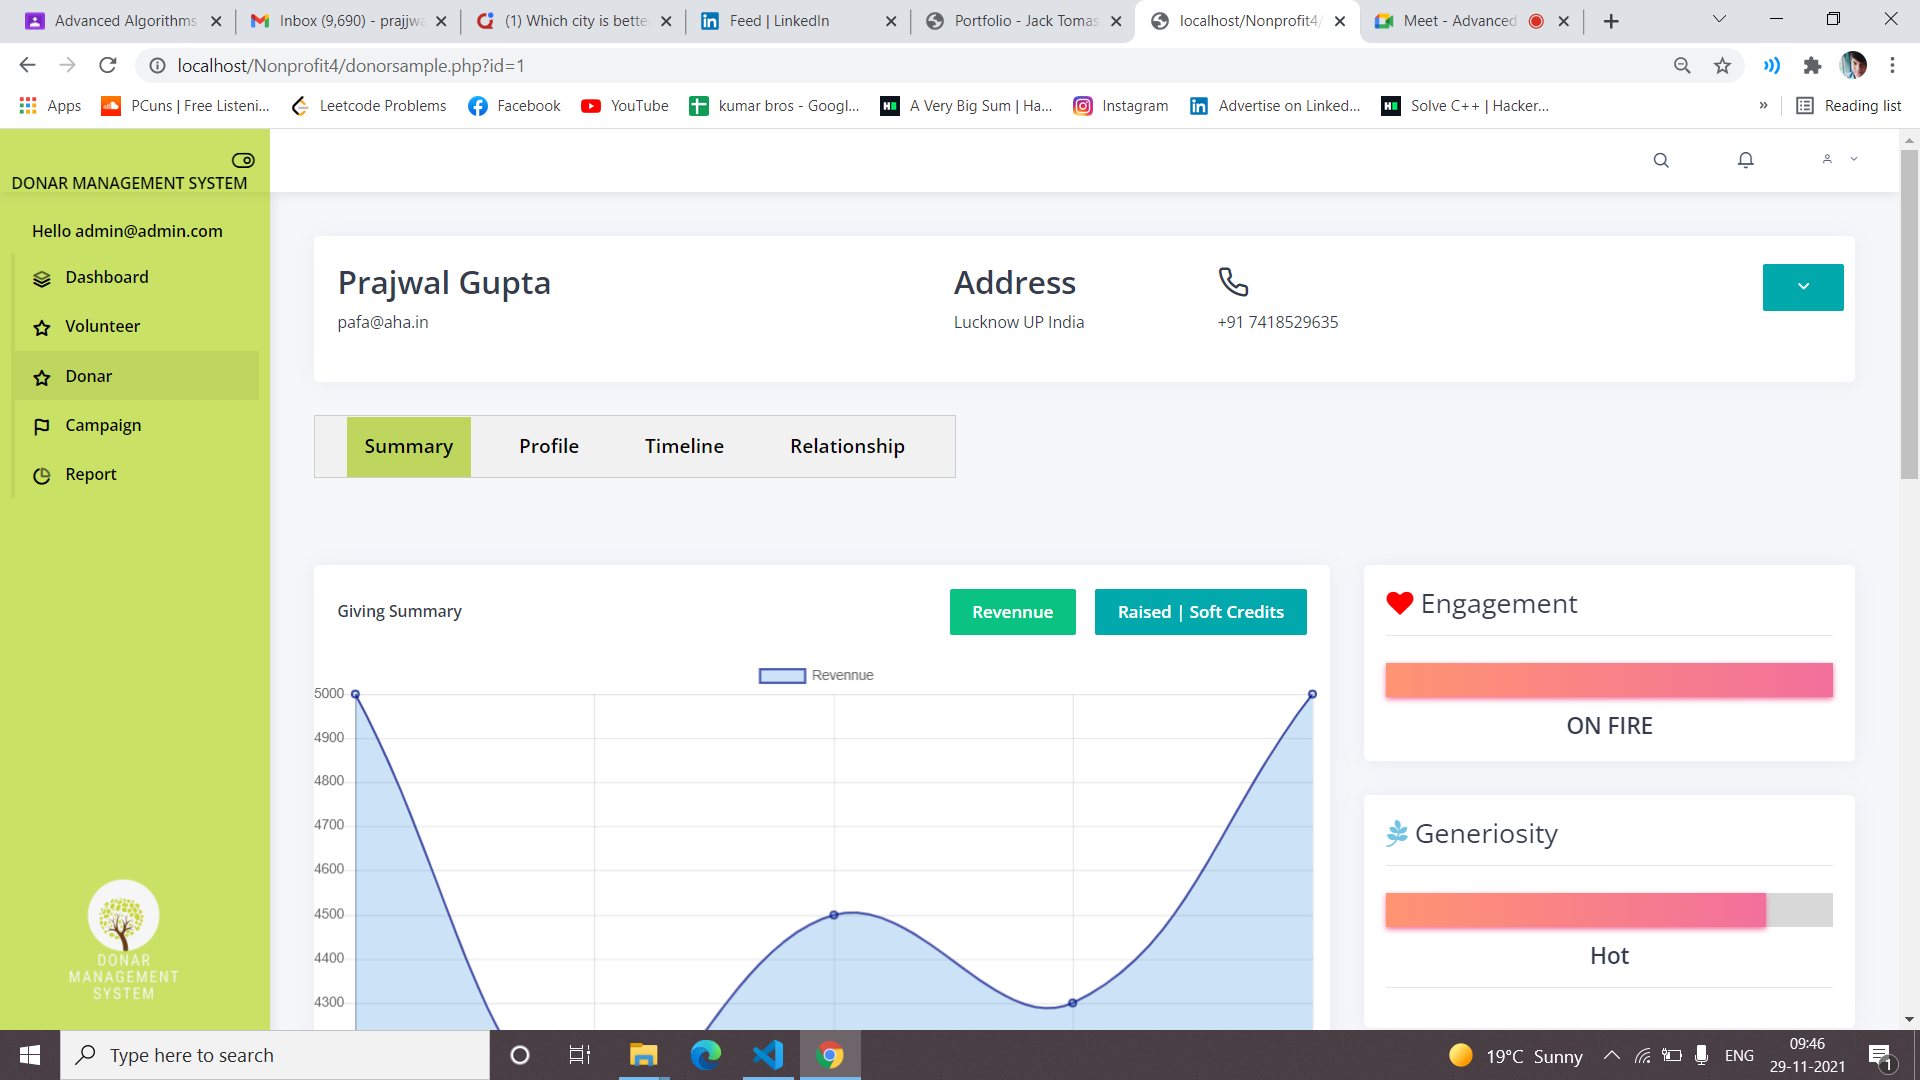 Advanced Algorithms
Inbox (9,690) - prajjwa
(1) Which city is bette
Feed | LinkedIn
Portfolio - Jack Tomas
localhost/Nonprofit4/
Meet - Advanced
localhost/Nonprofit4/donorsample.php?id=1
Apps
PCuns | Free Listeni...
Leetcode Problems
Facebook
YouTube
kumar bros - Googl...
A Very Big Sum | Ha...
Instagram
Advertise on Linked...
Solve C++ | Hacker...
»
Reading list
DONAR MANAGEMENT SYSTEM
Hello admin@admin.com
Dashboard
Volunteer
Donar
Campaign
Report
DONAR
MANAGEMENT
SYSTEM
Prajwal Gupta
pafa@aha.in
Address
Lucknow UP India
+91 7418529635
Summary
Profile
Timeline
Relationship
Giving Summary
Revennue
Raised | Soft Credits
Revennue
5000
4900
4800
4700
4600
4500
4400
4300
Engagement
ON FIRE
Generiosity
Hot
Type here to search
19°C Sunny
ENG
09:46
29-11-2021
1